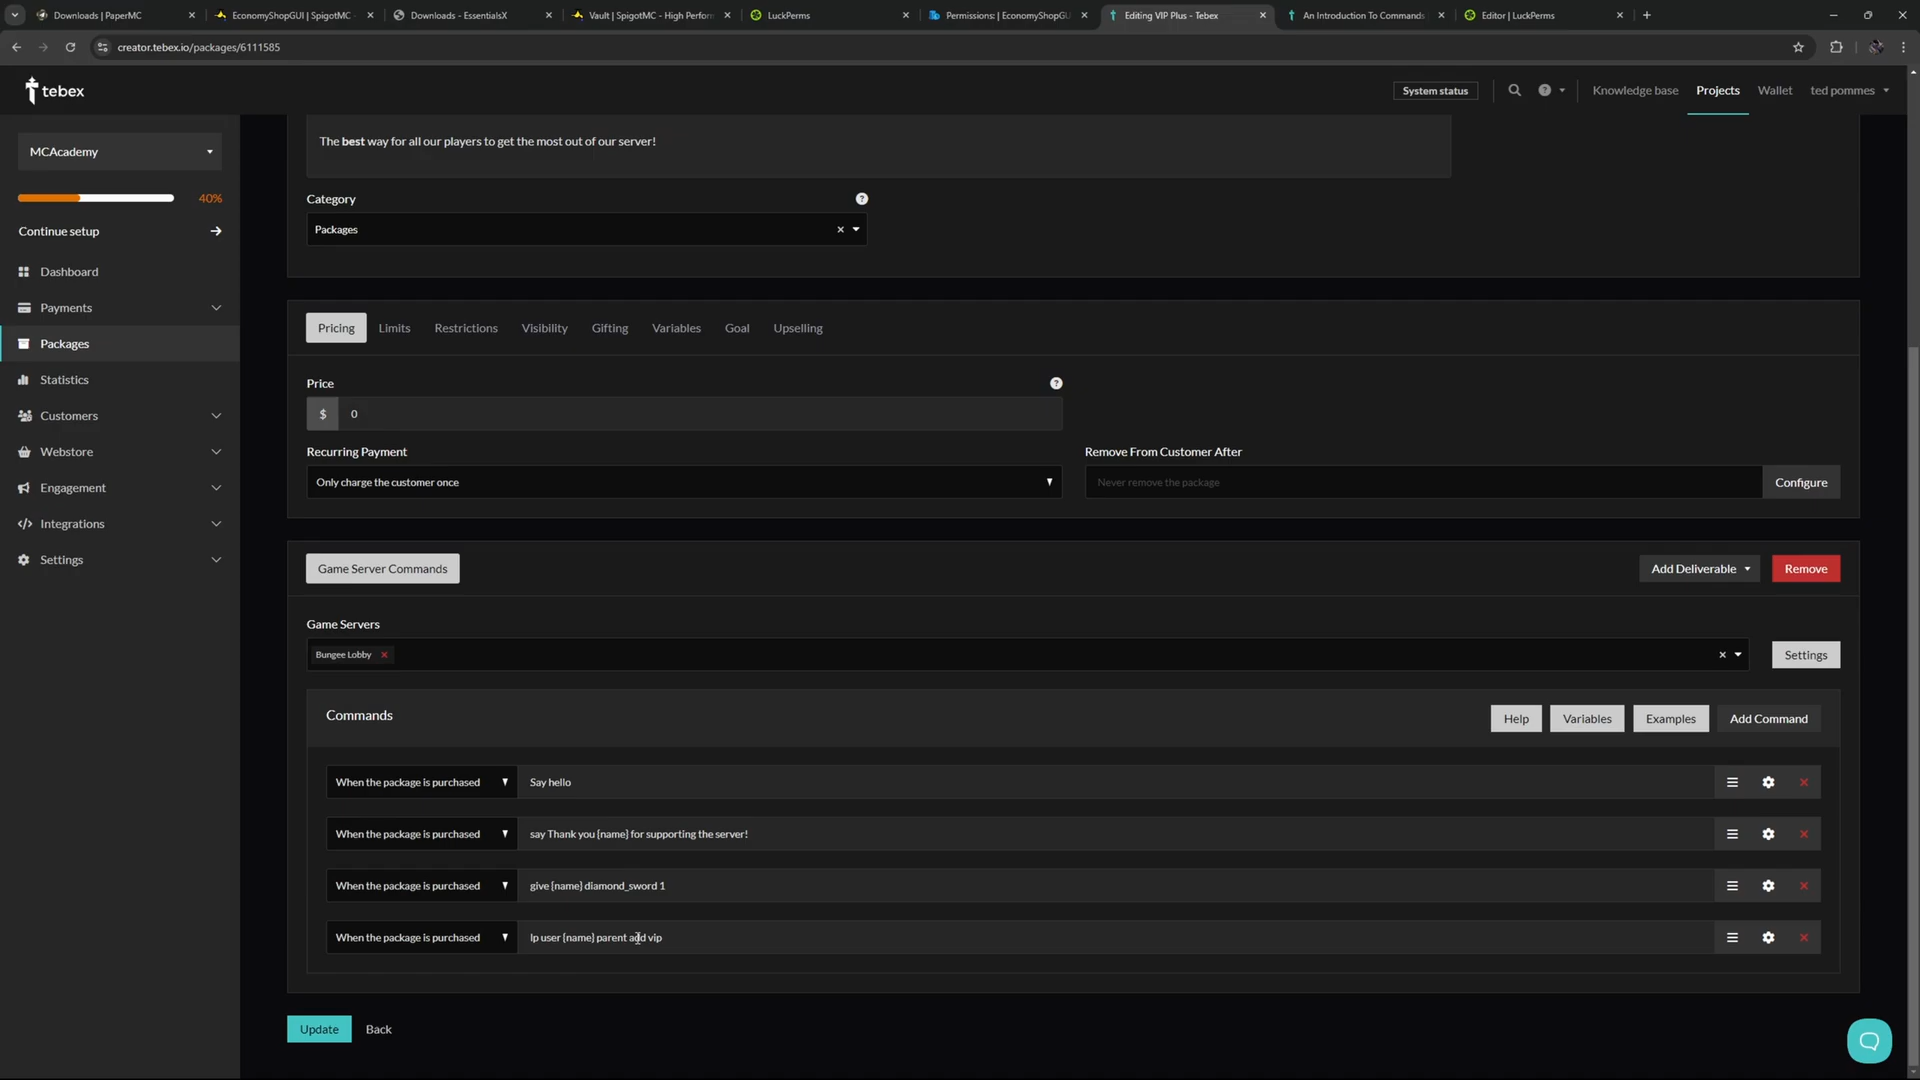 Downloads | PaperMC
EconomyShopGUI | SpigotMC -
Downloads - EssentialsX
Vault | SpigotMC - High Perform
LuckPerms
Permissions: | EconomyShopGU
Editing VIP Plus - Tebex
An Introduction To Commands
Editor | LuckPerms
creator.tebex.io/packages/6111585
tebex
System status
Knowledge base
Projects
Wallet
ted pommes
MCAcademy
40%
Continue setup
Dashboard
Payments
Packages
Statistics
Customers
Webstore
Engagement
Integrations
Settings
The best way for all our players to get the most out of our server!
Category
Packages
Pricing
Limits
Restrictions
Visibility
Gifting
Variables
Goal
Upselling
Price
$ 0
Recurring Payment
Only charge the customer once
Remove From Customer After
Never remove the package
Configure
Game Server Commands
Add Deliverable
Remove
Game Servers
Bungee Lobby
Settings
Commands
Help
Variables
Examples
Add Command
When the package is purchased
Say hello
When the package is purchased
say Thank you {name} for supporting the server!
When the package is purchased
give {name} diamond_sword 1
When the package is purchased
lp user {name} parent add vip
Update
Back